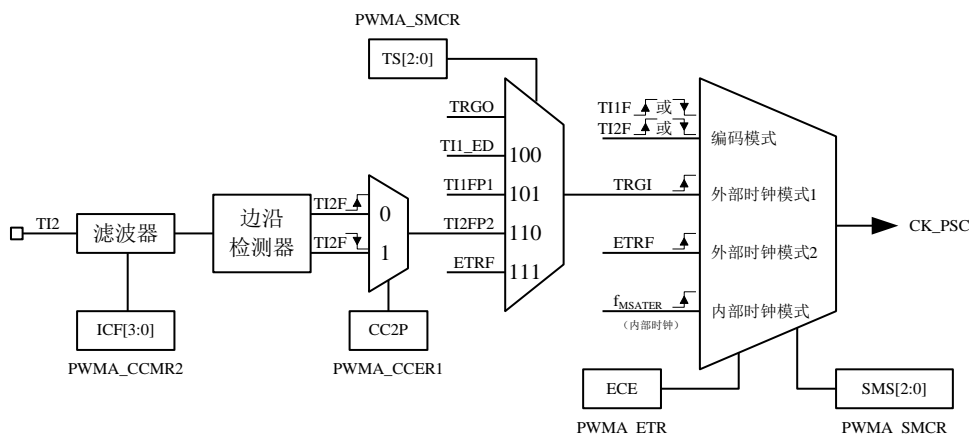 PWMA_SMCR
TS[2:0]
TRGO
TI1_ED
100
TI1FP1
101
TI2FP2
110
ETRF
111
TI2
滤波器
ICF[3:0]
PWMA_CCMR2
边沿
检测器
TI2F
TI2F
0
1
CC2P
PWMA_CCER1
TI1F 或
TI2F 或
编码模式
TRGI
外部时钟模式1
ETRF
外部时钟模式2
fMSATER
(内部时钟)
内部时钟模式
CK_PSC
ECE
PWMA_ETR
SMS[2:0]
PWMA_SMCR